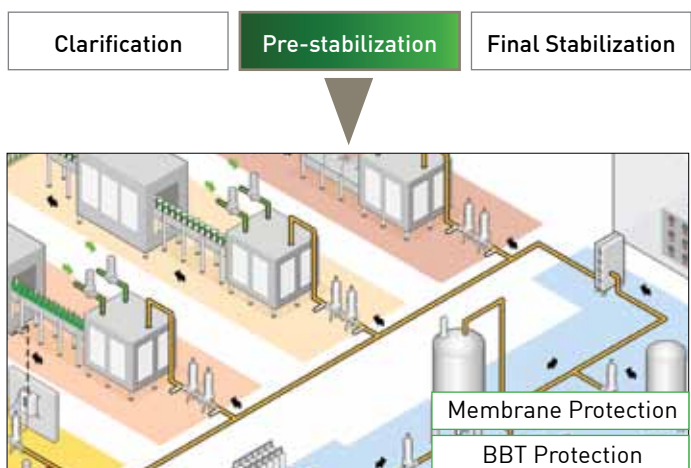 Clarification
Pre-stabilization
Final Stabilization
Membrane Protection
BBT Protection